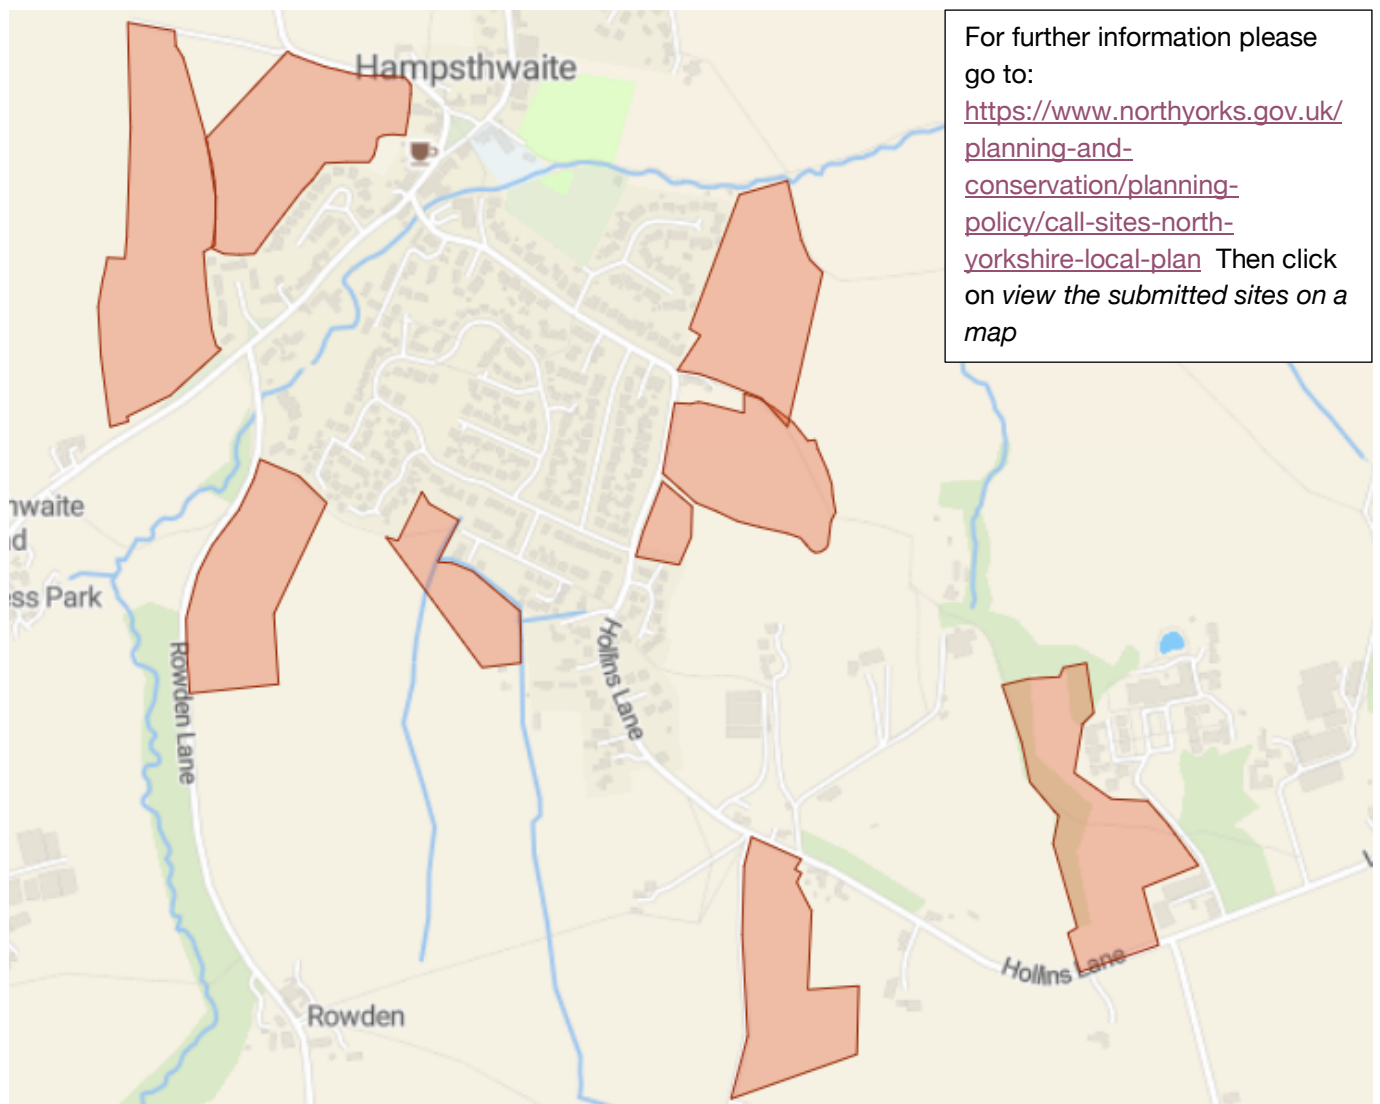 Hampsthwaite
For further information please
go to:
https://www.northyorks.gov.uk/
planning-and-
conservation/planning-
policy/call-sites-north-
yorkshire-local-plan Then click
on view the submitted sites on a
map
hwaite
d
ss Park
Rowden Lane
Hollins Lane
Hollins Lane
Rowden